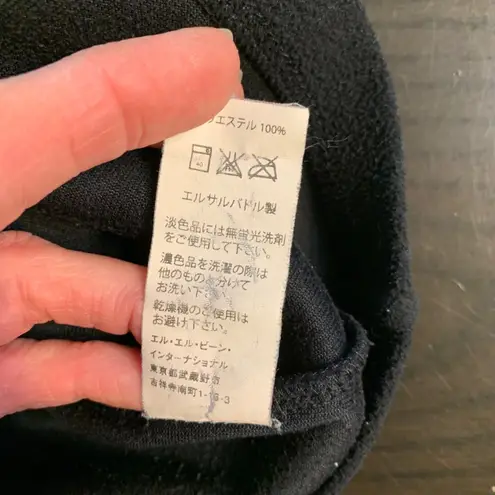 エステル 100%
エルサルバドル製
淡色品には無蛍光洗剤
をご使用して下さい。
濃色品を洗濯の際は
他のものと分けて
お洗い下さい。
乾燥機のご使用は
お避け下さい。
エル・エル・ビーン・
インターナショナル
東京都武蔵野市
吉祥寺南町1-